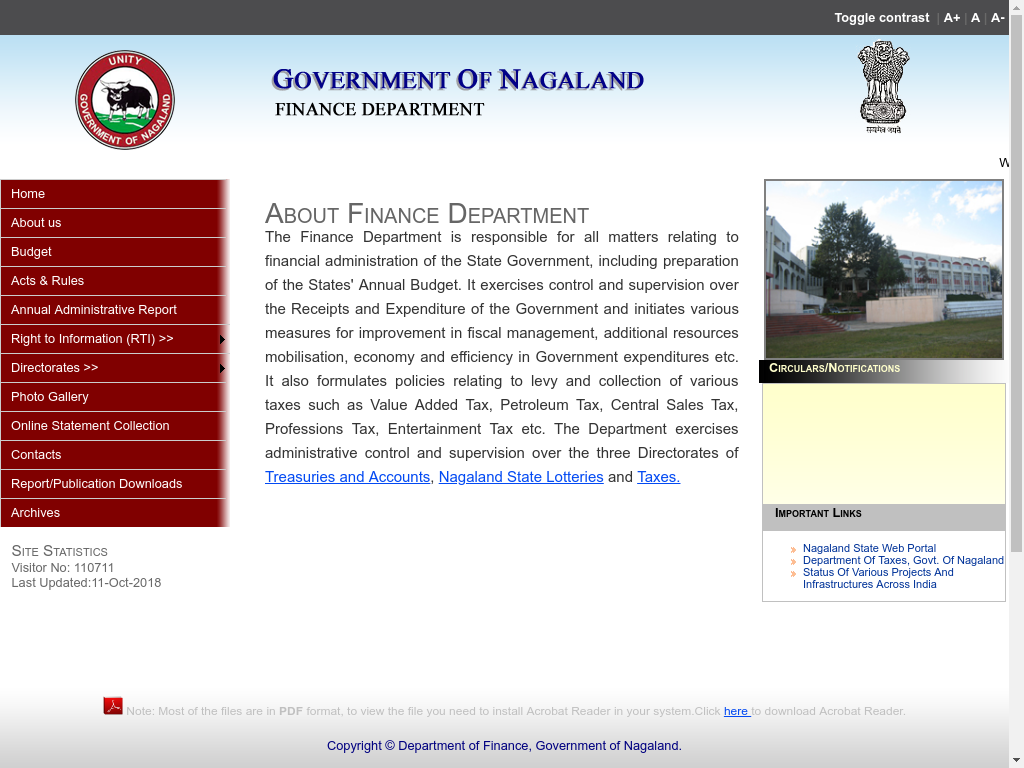 Toggle contrast | A+ | A | A-
UNITY
GOVERNMENT OF NAGALAND
Government Of Nagaland
FINANCE DEPARTMENT
सत्यमेव जयते
W
Home
About us
Budget
Acts & Rules
Annual Administrative Report
Right to Information (RTI) >>
Directorates >>
Photo Gallery
Online Statement Collection
Contacts
Report/Publication Downloads
Archives
Site Statistics
Visitor No: 110711
Last Updated:11-Oct-2018
About Finance Department
The Finance Department is responsible for all matters relating to
financial administration of the State Government, including preparation
of the States' Annual Budget. It exercises control and supervision over
the Receipts and Expenditure of the Government and initiates various
measures for improvement in fiscal management, additional resources
mobilisation, economy and efficiency in Government expenditures etc.
It also formulates policies relating to levy and collection of various
taxes such as Value Added Tax, Petroleum Tax, Central Sales Tax,
Professions Tax, Entertainment Tax etc. The Department exercises
administrative control and supervision over the three Directorates of
Treasuries and Accounts, Nagaland State Lotteries and Taxes.
Circulars/Notifications
Important Links
Nagaland State Web Portal
Department Of Taxes, Govt. Of Nagaland
Status Of Various Projects And
Infrastructures Across India
Note: Most of the files are in PDF format, to view the file you need to install Acrobat Reader in your system.Click here to download Acrobat Reader.
Copyright © Department of Finance, Government of Nagaland.